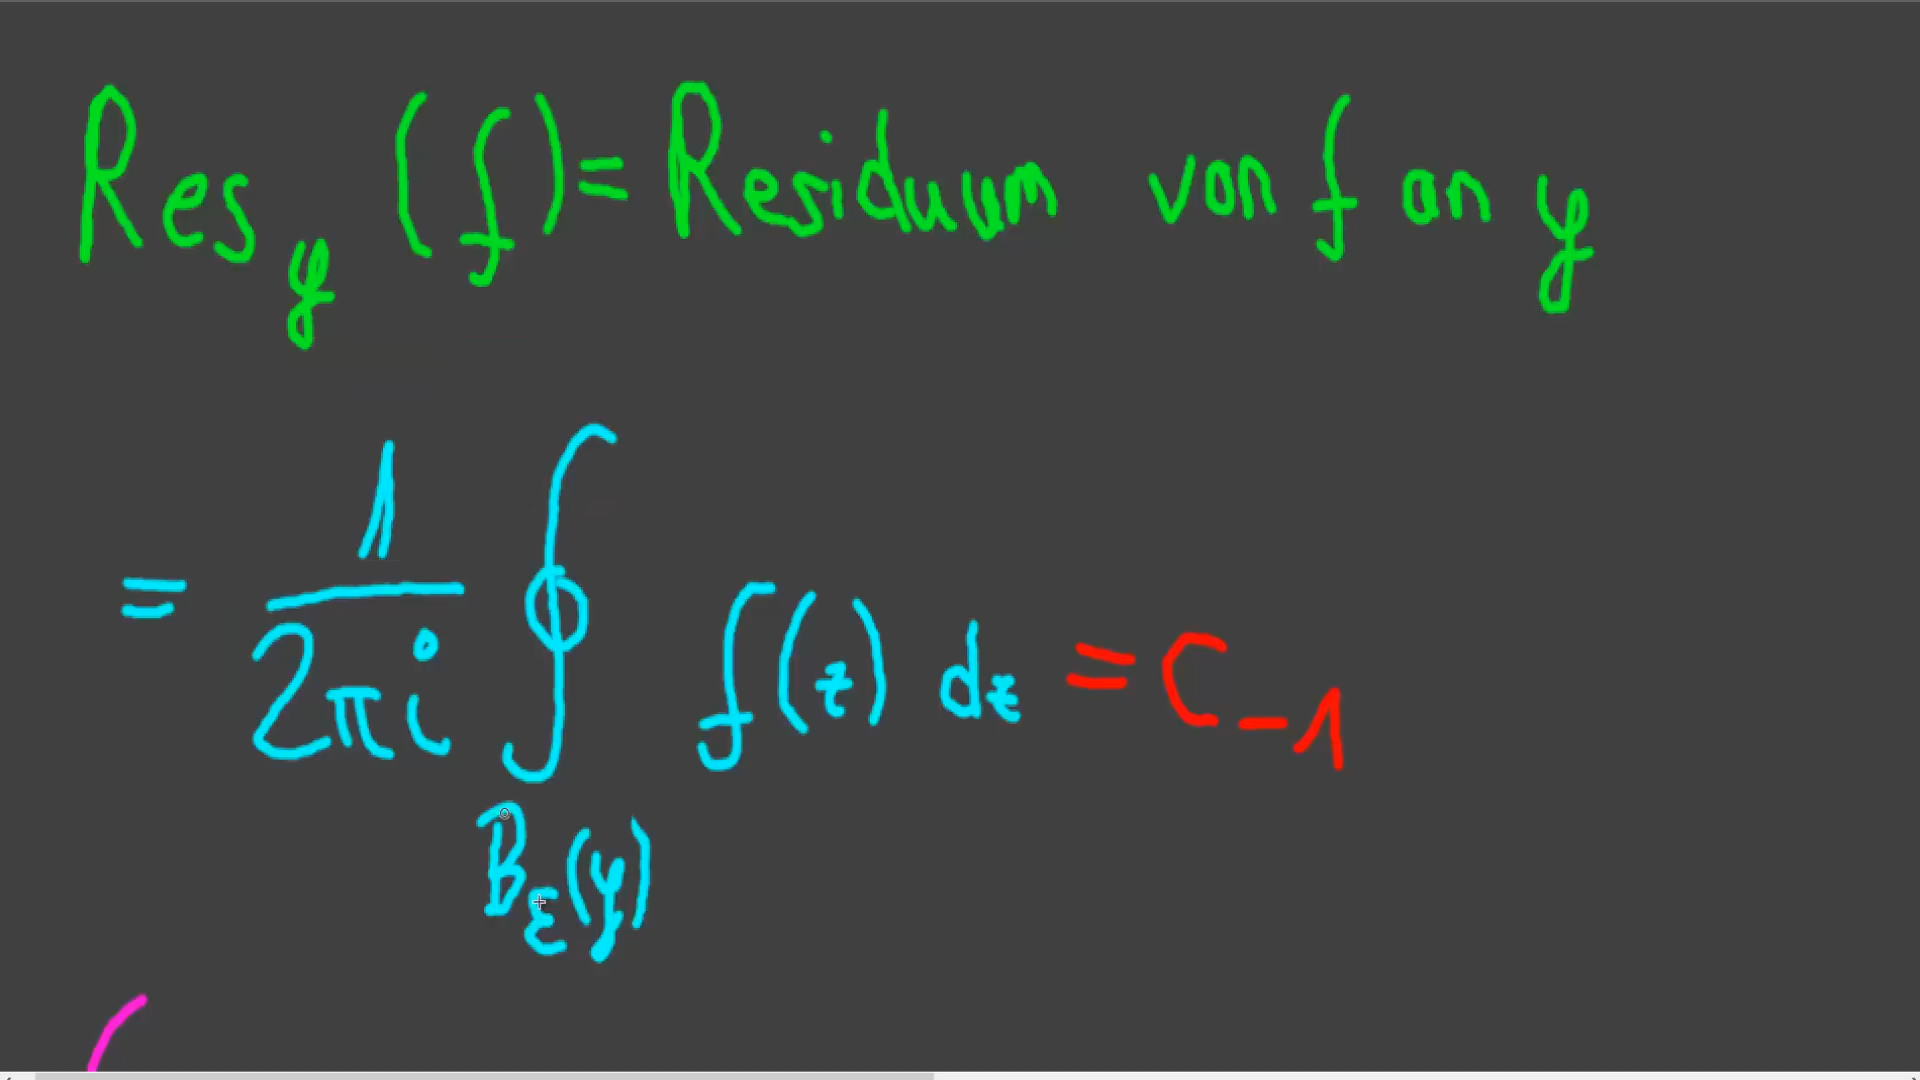 Res_y (f) = Residuum von f an y
= 1/(2πi) ∮_{B_ε(y)} f(z) dz = C_{-1}